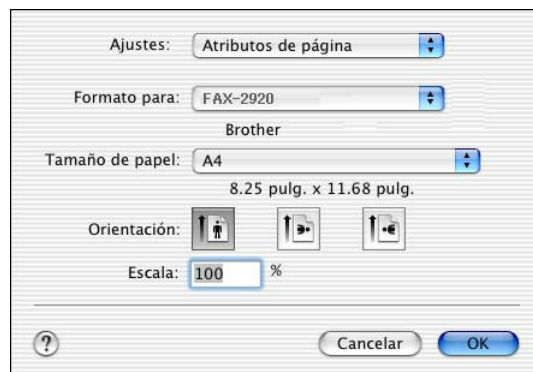 Ajustes: Atributos de página
Formato para: FAX-2920
Brother
Tamaño de papel: A4
8.25 pulg. x 11.68 pulg.
Orientación:
Escala: 100 %
? Cancelar OK